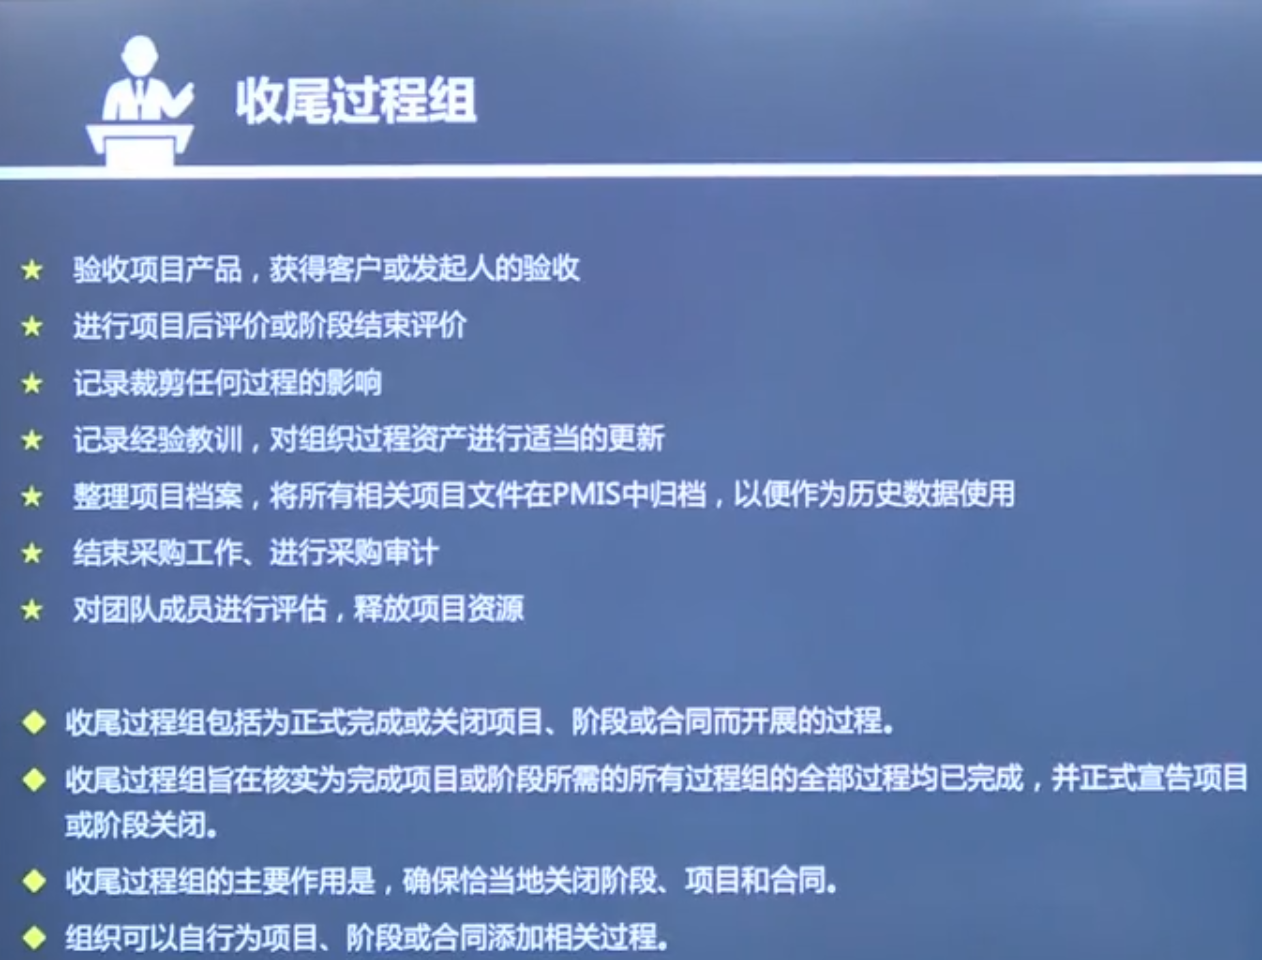 收尾过程组
验收项目产品，获得客户或发起人的验收
进行项目后评价或阶段结束评价
记录裁剪任何过程的影响
记录经验教训，对组织过程资产进行适当的更新
整理项目档案，将所有相关项目文件在PMIS中归档，以便作为历史数据使用
结束采购工作、进行采购审计
对团队成员进行评估，释放项目资源
收尾过程组包括为正式完成或关闭项目、阶段或合同而开展的过程。
收尾过程组旨在核实为完成项目或阶段所需的所有过程组的全部过程均已完成，并正式宣告项目
或阶段关闭。
收尾过程组的主要作用是，确保恰当地关闭阶段、项目和合同。
组织可以自行为项目、阶段或合同添加相关过程。